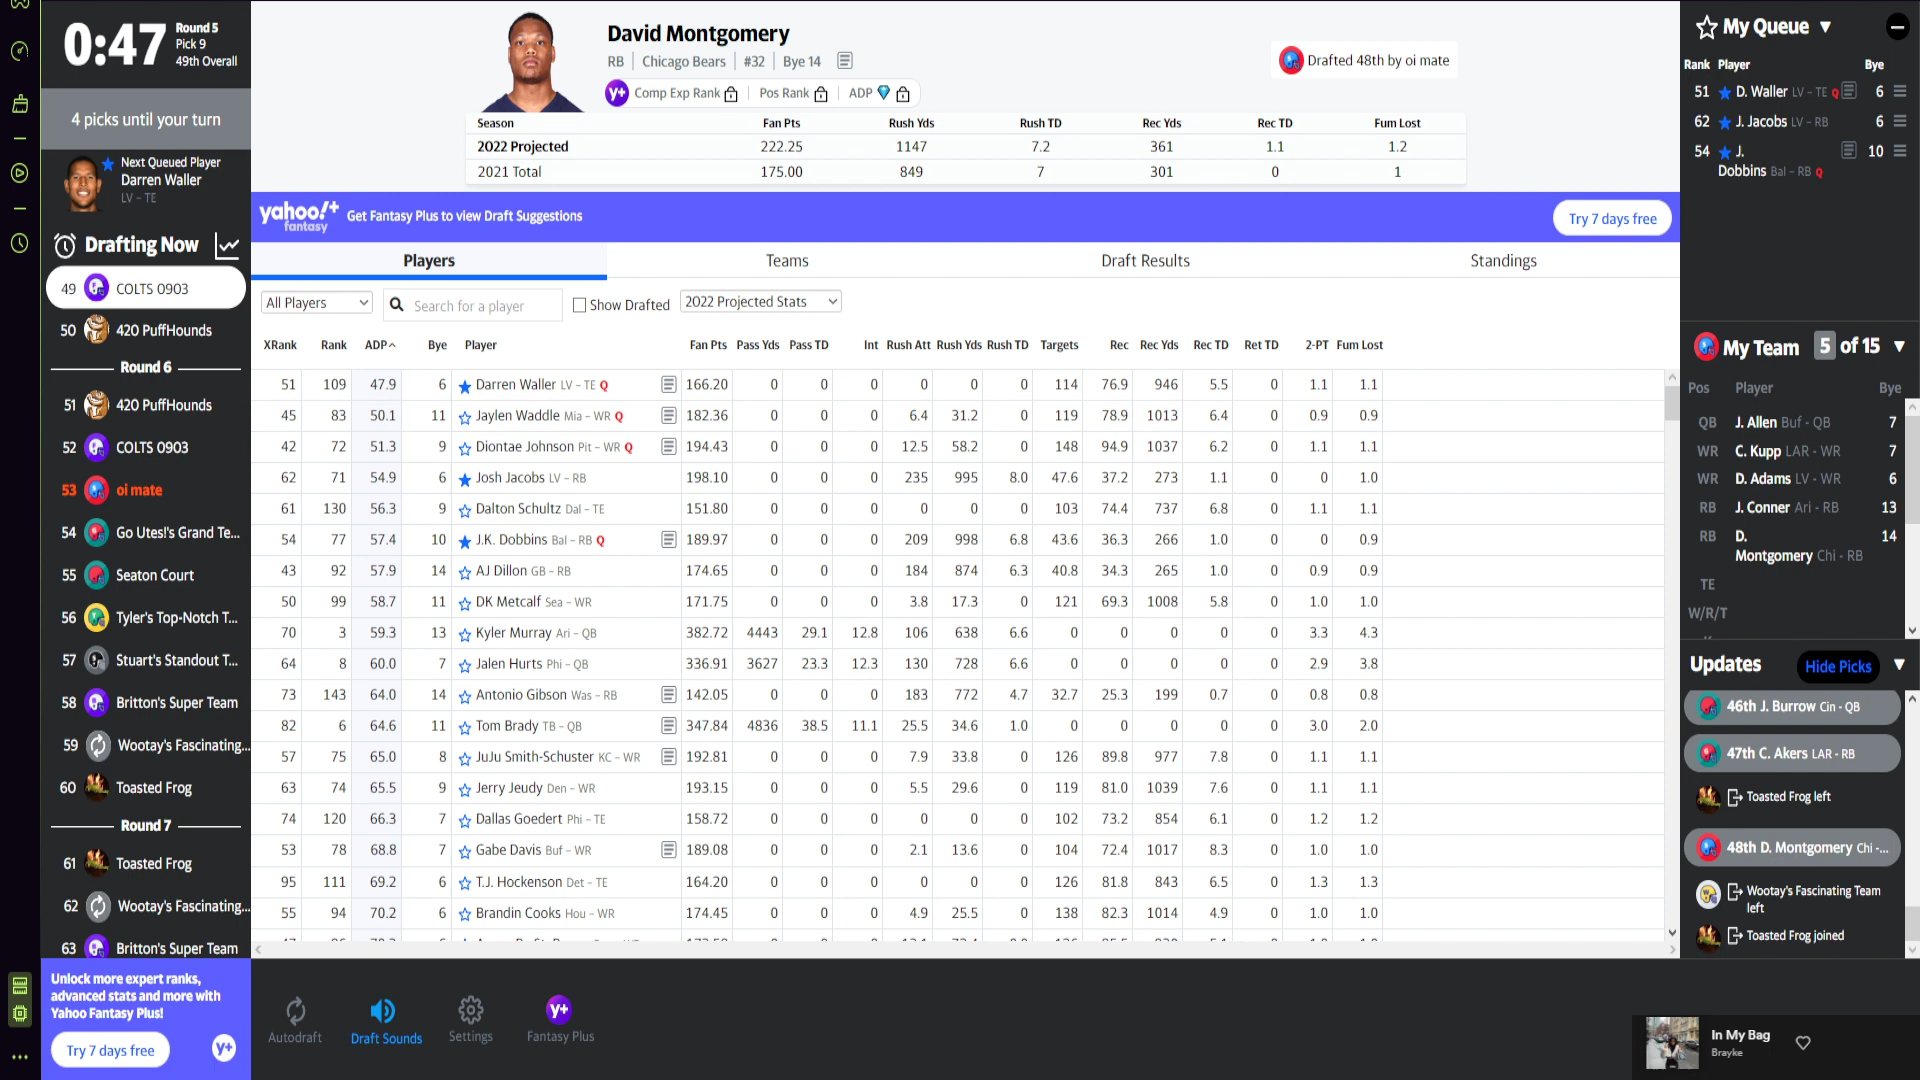 0:47
Round 5
Pick 9
49th Overall
4 picks until your turn
Next Queued Player
Darren Waller
LV – TE
Drafting Now
49 COLTS 0903
50 420 PuffHounds
Round 6
51 420 PuffHounds
52 COLTS 0903
53 oi mate
54 Go Utes!'s Grand Te...
55 Seaton Court
56 Tyler's Top-Notch T...
57 Stuart's Standout T...
58 Britton's Super Team
59 Wootay's Fascinating...
60 Toasted Frog
Round 7
61 Toasted Frog
62 Wootay's Fascinating...
63 Britton's Super Team
Unlock more expert ranks,
advanced stats and more with
Yahoo Fantasy Plus!
Try 7 days free
y+
David Montgomery
RB Chicago Bears #32 Bye 14
y+ Comp Exp Rank Pos Rank ADP
Drafted 48th by oi mate
Season Fan Pts Rush Yds Rush TD Rec Yds Rec TD Fum Lost
2022 Projected 222.25 1147 7.2 361 1.1 1.2
2021 Total 175.00 849 7 301 0 1
yahoo!+
fantasy
Get Fantasy Plus to view Draft Suggestions
Try 7 days free
Players Teams Draft Results Standings
All Players Search for a player Show Drafted 2022 Projected Stats
XRank Rank ADP Bye Player Fan Pts Pass Yds Pass TD Int Rush Att Rush Yds Rush TD Targets Rec Rec Yds Rec TD Ret TD 2-PT Fum Lost
51 109 47.9 6 Darren Waller LV – TE Q 166.20 0 0 0 0 0 0 114 76.9 946 5.5 0 1.1 1.1
45 83 50.1 11 Jaylen Waddle Mia – WR Q 182.36 0 0 0 6.4 31.2 0 119 78.9 1013 6.4 0 0.9 0.9
42 72 51.3 9 Diontae Johnson Pit – WR Q 194.43 0 0 0 12.5 58.2 0 148 94.9 1037 6.2 0 1.1 1.1
62 71 54.9 6 Josh Jacobs LV – RB 198.10 0 0 0 235 995 8.0 47.6 37.2 273 1.1 0 0 1.0
61 130 56.3 9 Dalton Schultz Dal – TE 151.80 0 0 0 0 0 0 103 74.4 737 6.8 0 1.1 1.1
54 77 57.4 10 J.K. Dobbins Bal – RB Q 189.97 0 0 0 209 998 6.8 43.6 36.3 266 1.0 0 0 0.9
43 92 57.9 14 AJ Dillon GB – RB 174.65 0 0 0 184 874 6.3 40.8 34.3 265 1.0 0 0.9 0.9
50 99 58.7 11 DK Metcalf Sea – WR 171.75 0 0 0 3.8 17.3 0 121 69.3 1008 5.8 0 1.0 1.0
70 3 59.3 13 Kyler Murray Ari – QB 382.72 4443 29.1 12.8 106 638 6.6 0 0 0 0 0 3.3 4.3
64 8 60.0 7 Jalen Hurts Phi – QB 336.91 3627 23.3 12.3 130 728 6.6 0 0 0 0 0 2.9 3.8
73 143 64.0 14 Antonio Gibson Was – RB 142.05 0 0 0 183 772 4.7 32.7 25.3 199 0.7 0 0.8 0.8
82 6 64.6 11 Tom Brady TB – QB 347.84 4836 38.5 11.1 25.5 34.6 1.0 0 0 0 0 0 3.0 2.0
57 75 65.0 8 JuJu Smith-Schuster KC – WR 192.81 0 0 0 7.9 33.8 0 126 89.8 977 7.8 0 1.1 1.1
63 74 65.5 9 Jerry Jeudy Den – WR 193.15 0 0 0 5.5 29.6 0 119 81.0 1039 7.6 0 1.1 1.1
74 120 66.3 7 Dallas Goedert Phi – TE 158.72 0 0 0 0 0 0 102 73.2 854 6.1 0 1.2 1.2
53 78 68.8 7 Gabe Davis Buf – WR 189.08 0 0 0 2.1 13.6 0 104 72.4 1017 8.3 0 1.0 1.0
95 111 69.2 6 T.J. Hockenson Det – TE 164.20 0 0 0 0 0 0 126 81.8 843 6.5 0 1.3 1.3
55 94 70.2 6 Brandin Cooks Hou – WR 174.45 0 0 0 4.9 25.5 0 138 82.3 1014 4.9 0 1.0 1.0
Autodraft Draft Sounds Settings y+ Fantasy Plus
My Queue
Rank Player Bye
51 D. Waller LV – TE Q 6
62 J. Jacobs LV – RB 6
54 J. Dobbins Bal – RB Q 10
My Team 5 of 15
Pos Player Bye
QB J. Allen Buf - QB 7
WR C. Kupp LAR - WR 7
WR D. Adams LV - WR 6
RB J. Conner Ari - RB 13
RB D. Montgomery Chi - RB 14
TE
W/R/T
Updates Hide Picks
46th J. Burrow Cin - QB
47th C. Akers LAR - RB
Toasted Frog left
48th D. Montgomery Chi -...
Wootay's Fascinating Team
left
Toasted Frog joined
In My Bag
Brayke